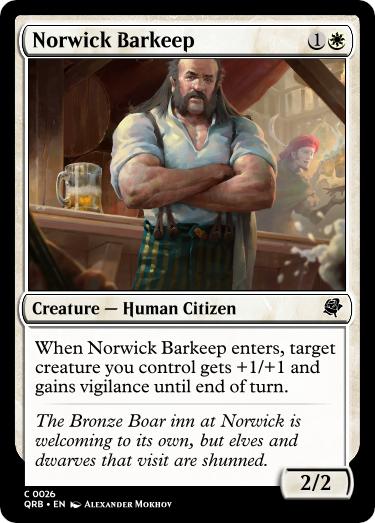 Norwick Barkeep 1
Creature — Human Citizen
When Norwick Barkeep enters, target
creature you control gets +1/+1 and
gains vigilance until end of turn.
The Bronze Boar inn at Norwick is
welcoming to its own, but elves and
dwarves that visit are shunned.
2/2
C 0026
QRB • EN Alexander Mokhov